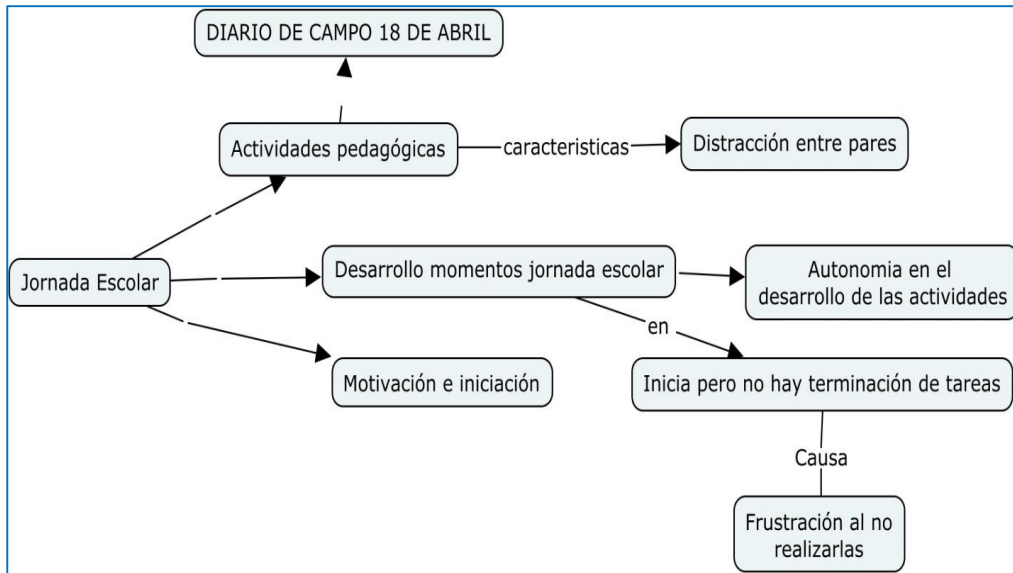 DIARIO DE CAMPO 18 DE ABRIL
Actividades pedagógicas
caracteristicas
Distracción entre pares
Jornada Escolar
Desarrollo momentos jornada escolar
Autonomia en el
desarrollo de las actividades
en
Motivación e iniciación
Inicia pero no hay terminación de tareas
Causa
Frustración al no
realizarlas